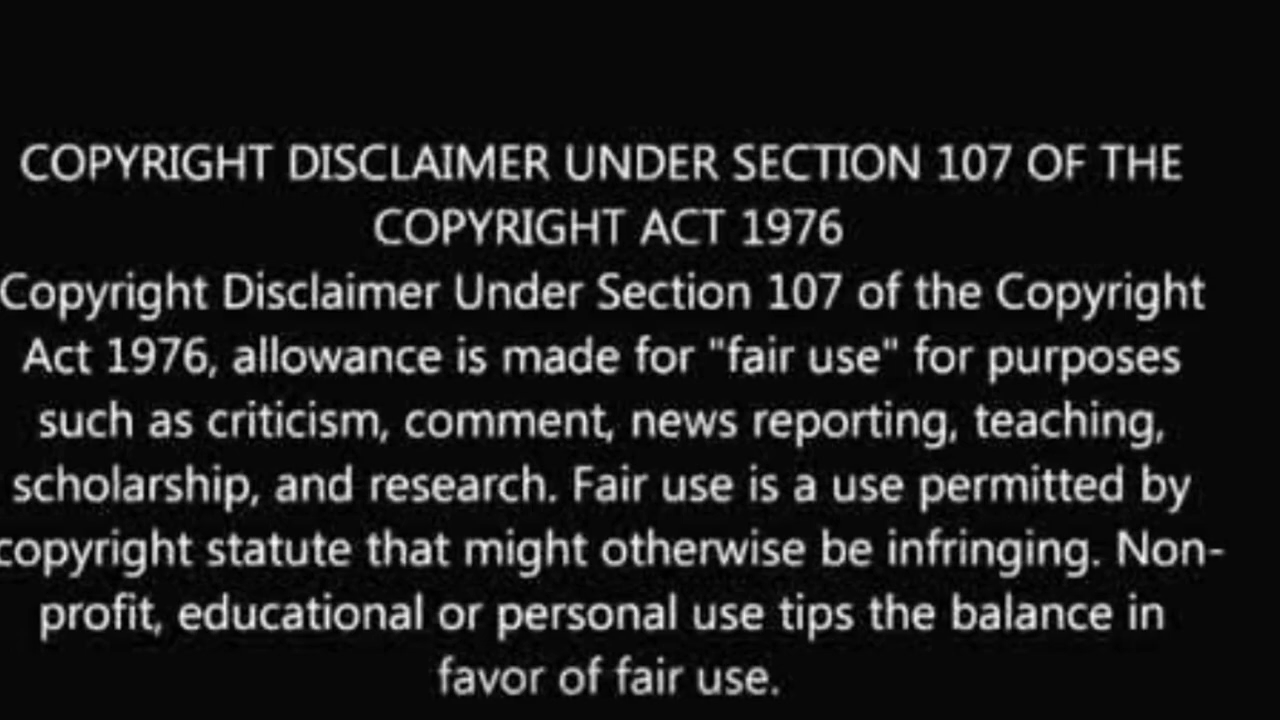 COPYRIGHT DISCLAIMER UNDER SECTION 107 OF THE
COPYRIGHT ACT 1976
Copyright Disclaimer Under Section 107 of the Copyright
Act 1976, allowance is made for "fair use" for purposes
such as criticism, comment, news reporting, teaching,
scholarship, and research. Fair use is a use permitted by
copyright statute that might otherwise be infringing. Non-
profit, educational or personal use tips the balance in
favor of fair use.